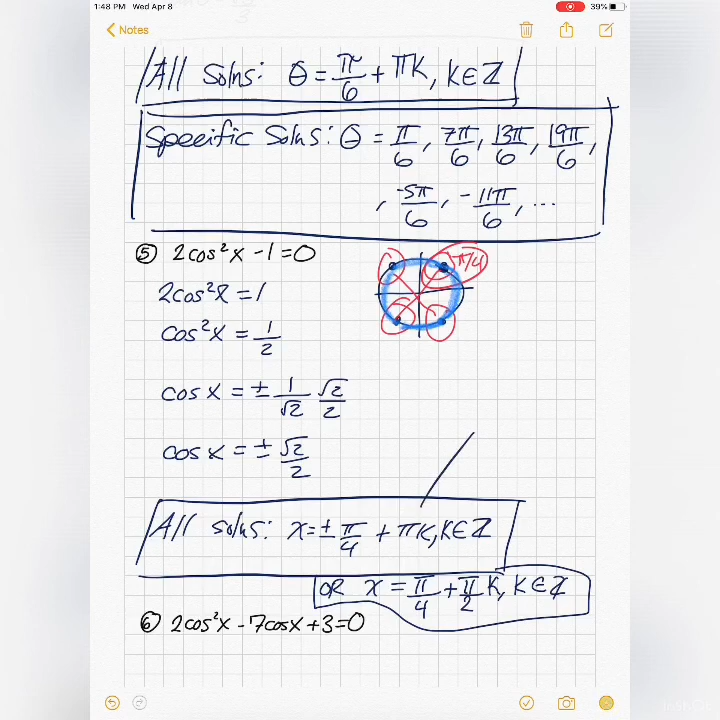 1:48 PM Wed Apr 8
39%
Notes
All Solns: θ = π/6 + πK, K∈ℤ
Specific Solns: θ = π/6, 7π/6, 13π/6, 19π/6,
, -5π/6, -11π/6, ...
⑤ 2cos²x -1 = 0
π/4
2cos²x = 1
cos²x = 1/2
cos x = ± 1/√2 √2/2
cos x = ± √2/2
All solns: x = ± π/4 + πK, K∈ℤ
OR x = π/4 + π/2 K, K∈ℤ
⑥ 2cos²x - 7cosx + 3 = 0